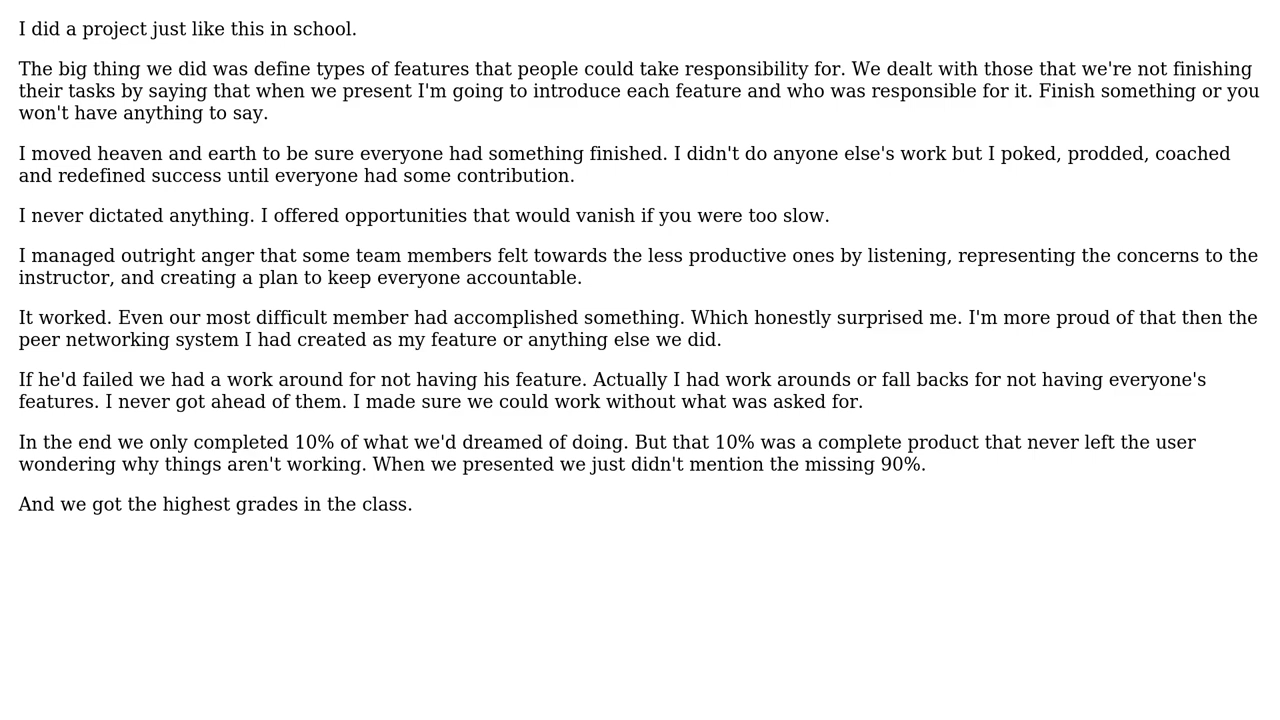 I did a project just like this in school.
The big thing we did was define types of features that people could take responsibility for. We dealt with those that we're not finishing
their tasks by saying that when we present I'm going to introduce each feature and who was responsible for it. Finish something or you
won't have anything to say.
I moved heaven and earth to be sure everyone had something finished. I didn't do anyone else's work but I poked, prodded, coached
and redefined success until everyone had some contribution.
I never dictated anything. I offered opportunities that would vanish if you were too slow.
I managed outright anger that some team members felt towards the less productive ones by listening, representing the concerns to the
instructor, and creating a plan to keep everyone accountable.
It worked. Even our most difficult member had accomplished something. Which honestly surprised me. I'm more proud of that then the
peer networking system I had created as my feature or anything else we did.
If he'd failed we had a work around for not having his feature. Actually I had work arounds or fall backs for not having everyone's
features. I never got ahead of them. I made sure we could work without what was asked for.
In the end we only completed 10% of what we'd dreamed of doing. But that 10% was a complete product that never left the user
wondering why things aren't working. When we presented we just didn't mention the missing 90%.
And we got the highest grades in the class.